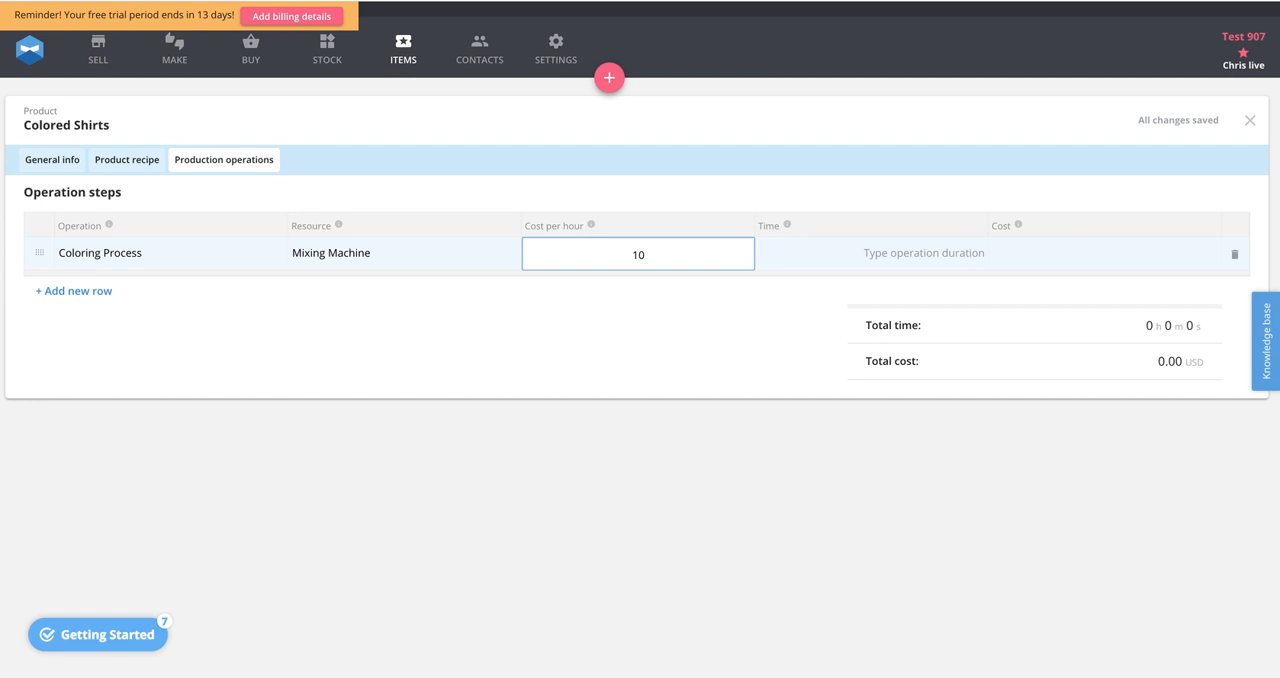 Reminder! Your free trial period ends in 13 days! Add billing details
SELL MAKE BUY STOCK ITEMS CONTACTS SETTINGS
Test 907
Chris live
+
Product
Colored Shirts
All changes saved
General info Product recipe Production operations
Operation steps
Operation Resource Cost per hour Time Cost
Coloring Process Mixing Machine 10 Type operation duration
+ Add new row
Total time: 0 h 0 m 0 s
Total cost: 0.00 USD
Knowledge base
Getting Started 7